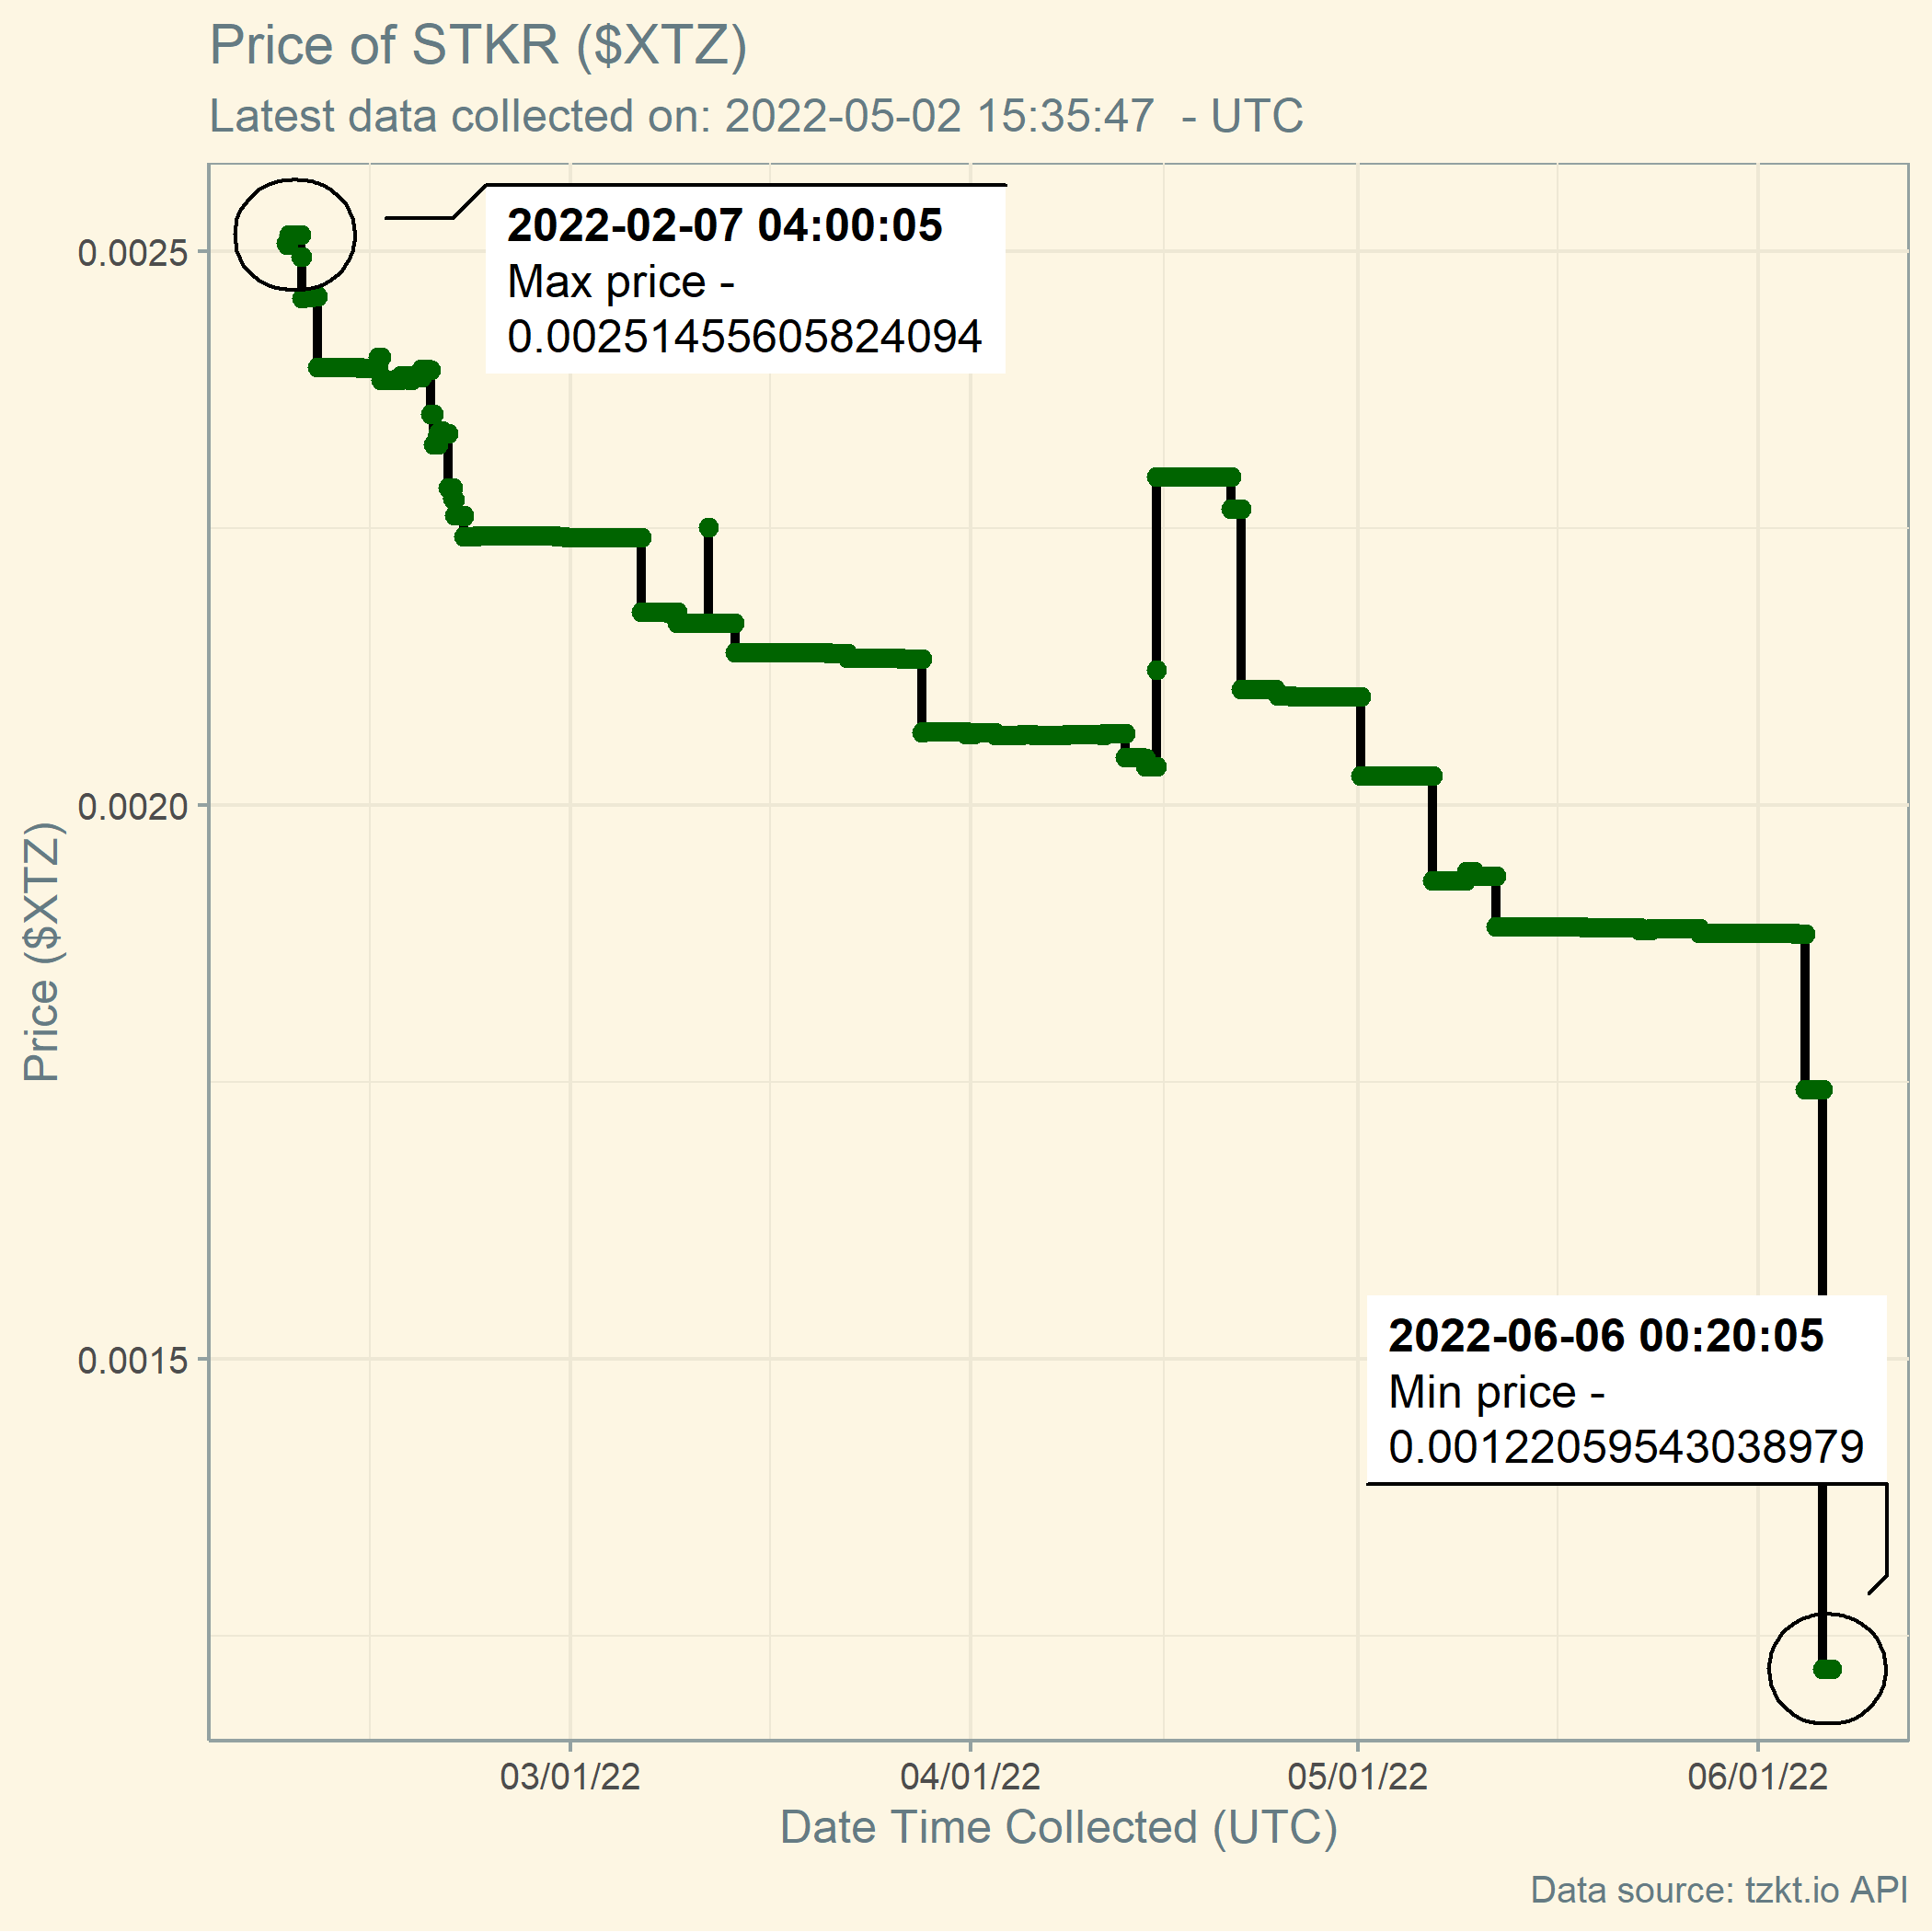 Price of STKR ($XTZ)
Latest data collected on: 2022-05-02 15:35:47  - UTC
2022-02-07 04:00:05
Max price -
0.00251455605824094
0.0025
0.0020
0.0015
Price ($XTZ)
2022-06-06 00:20:05
Min price -
0.00122059543038979
03/01/22
04/01/22
05/01/22
06/01/22
Date Time Collected (UTC)
Data source: tzkt.io API